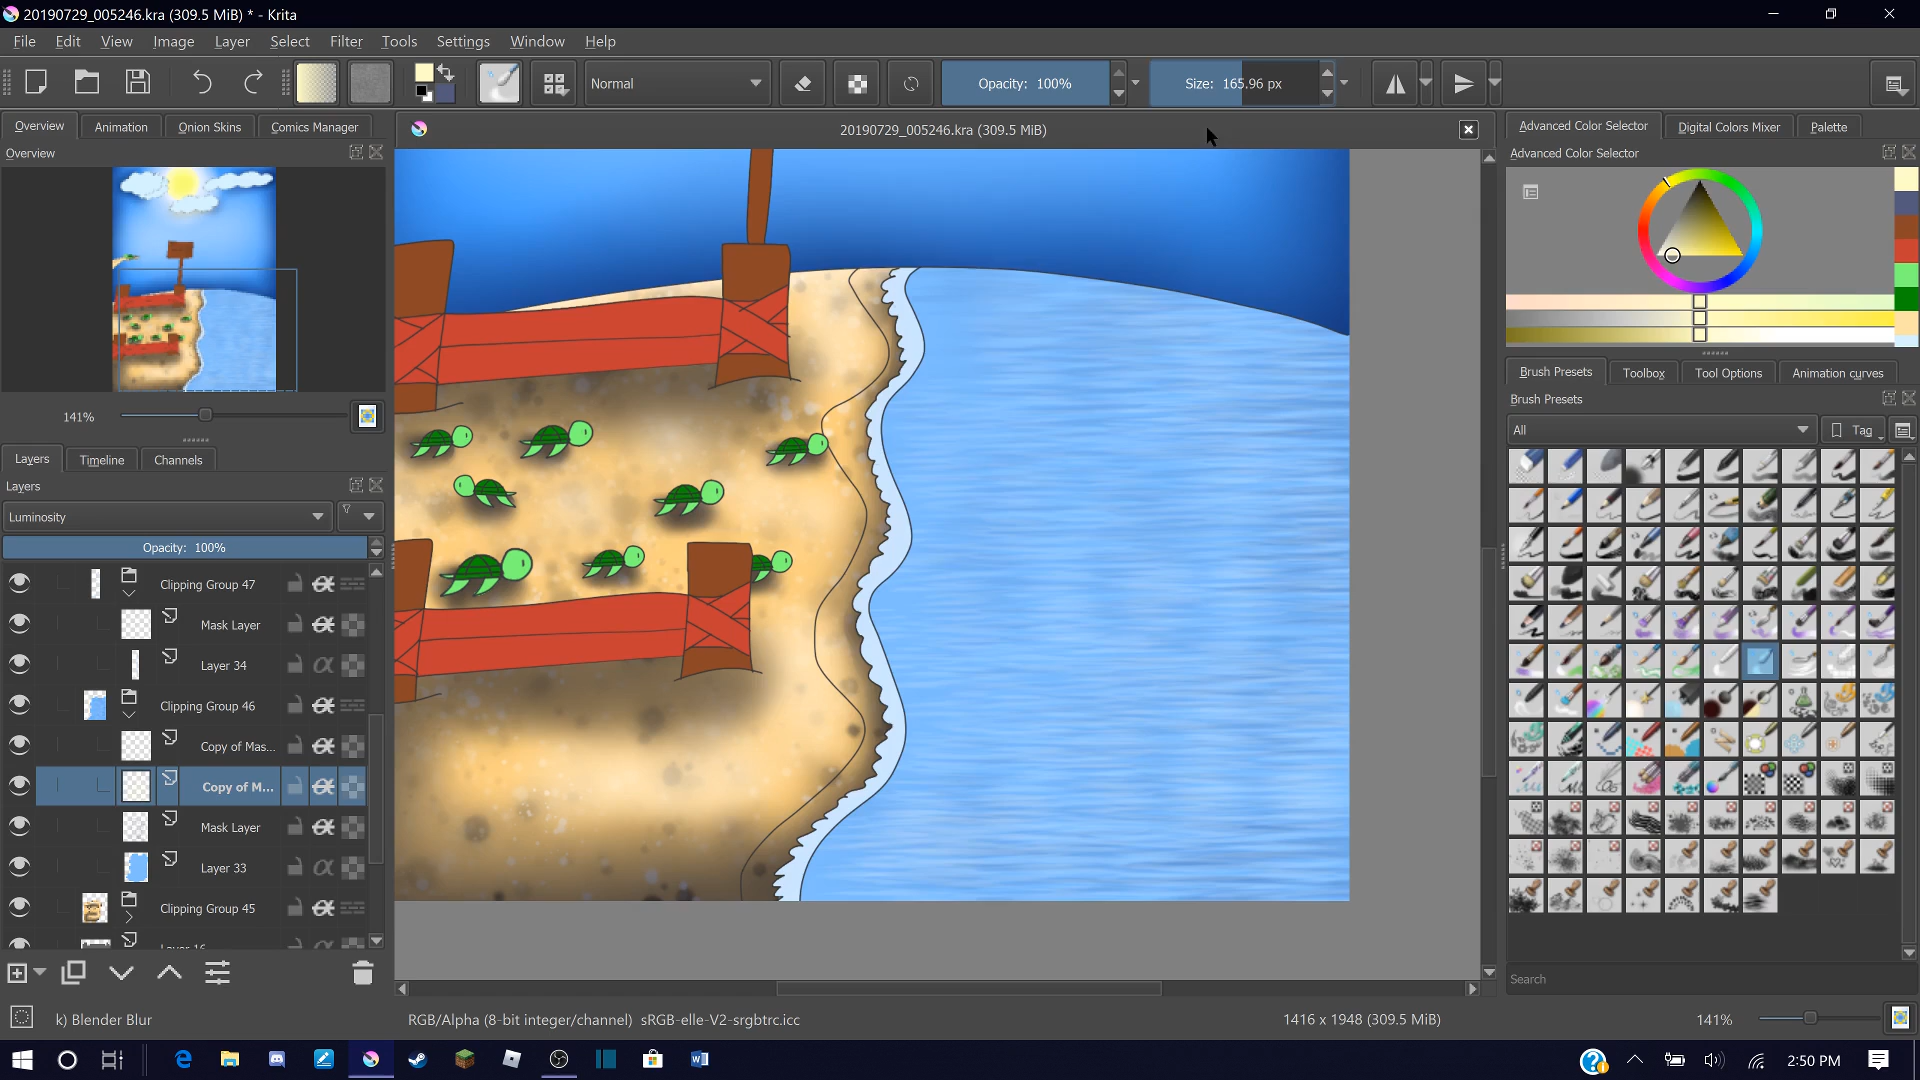 20190729_005246.kra (309.5 MiB) * - Krita
File Edit View Image Layer Select Filter Tools Settings Window Help
Normal Opacity: 100% Size: 165.96 px
Overview Animation Onion Skins Comics Manager
20190729_005246.kra (309.5 MiB)
Advanced Color Selector Digital Colors Mixer Palette
Overview
Advanced Color Selector
Brush Presets Toolbox Tool Options Animation curves
Brush Presets
141%
All Tag
Layers Timeline Channels
Layers
Luminosity
Opacity: 100%
Clipping Group 47
Mask Layer
Layer 34
Clipping Group 46
Copy of Mas...
Copy of M...
Mask Layer
Layer 33
Clipping Group 45
Layer 16
Search
k) Blender Blur
RGB/Alpha (8-bit integer/channel) sRGB-elle-V2-srgbtrc.icc
1416 x 1948 (309.5 MiB)
141%
2:50 PM